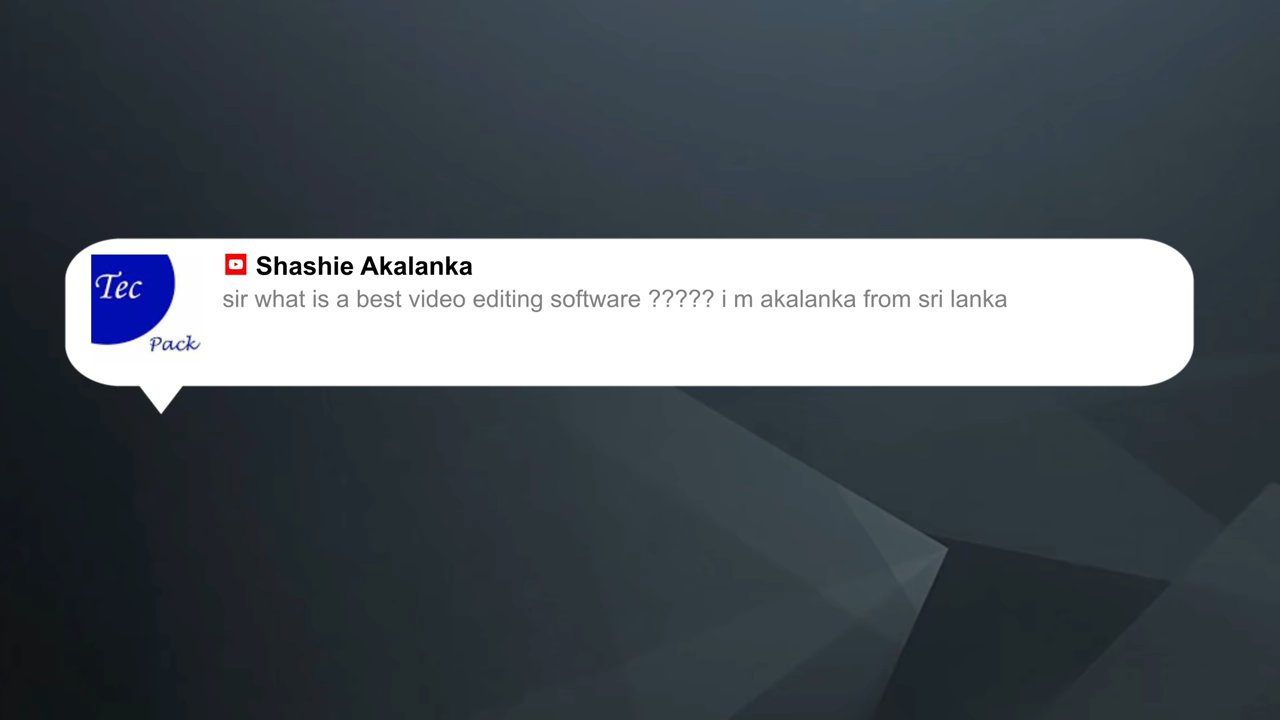 Tec
Pack
Shashie Akalanka
sir what is a best video editing software ????? i m akalanka from sri lanka